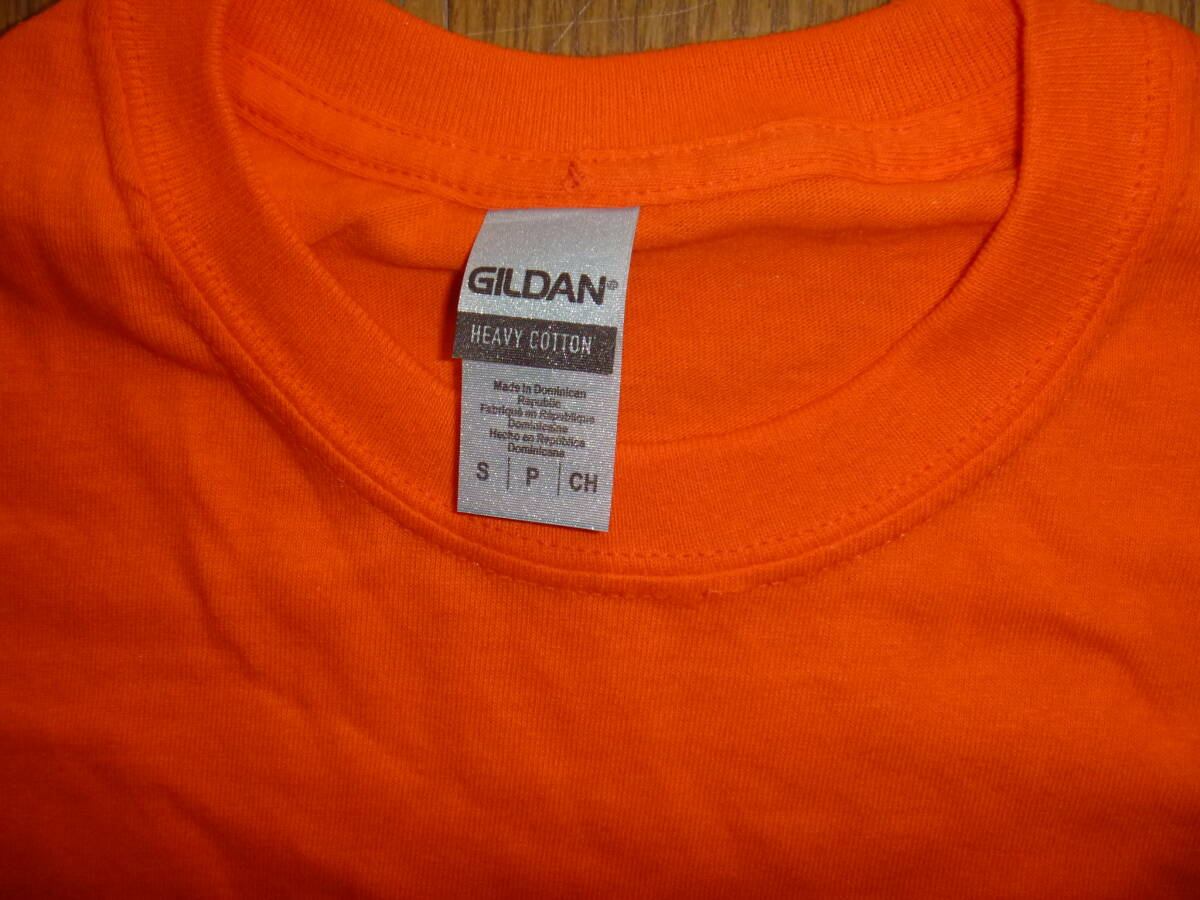 GILDAN®
HEAVY COTTON
Made in Dominican
Republic
Fabriqué en République
Dominicaine
Hecho en República
Dominicana
S | P | CH